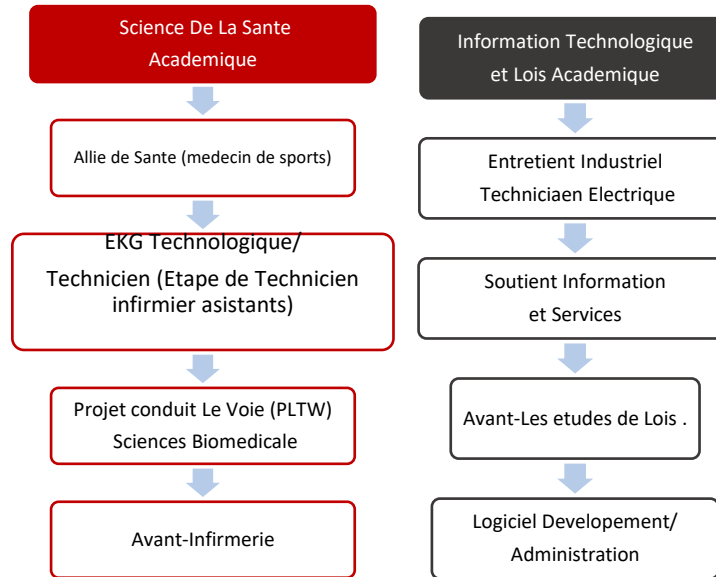 Science De La Sante
Academique
Allie de Sante (medecin de sports)
EKG Technologique/
Technicien (Etape de Technicien
infirmier asistants)
Projet conduit Le Voie (PLTW)
Sciences Biomedicale
Avant-Infirmerie
Information Technologique
et Lois Academique
Entretient Industriel
Techniciaen Electrique
Soutient Information
et Services
Avant-Les etudes de Lois .
Logiciel Developement/
Administration